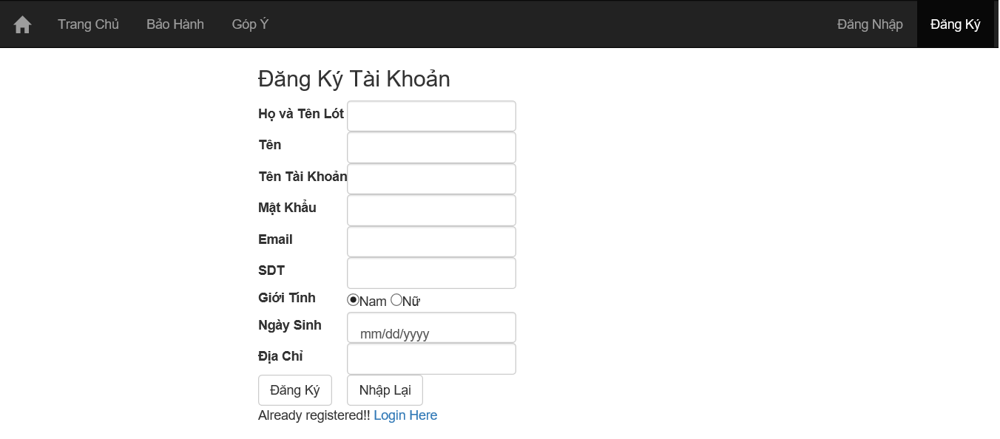 Trang Chủ Bảo Hành Góp Ý Đăng Nhập Đăng Ký
Đăng Ký Tài Khoản
Họ và Tên Lót
Tên
Tên Tài Khoản
Mật Khẩu
Email
SDT
Giới Tính Nam Nữ
Ngày Sinh mm/dd/yyyy
Địa Chỉ
Đăng Ký Nhập Lại
Already registered!! Login Here